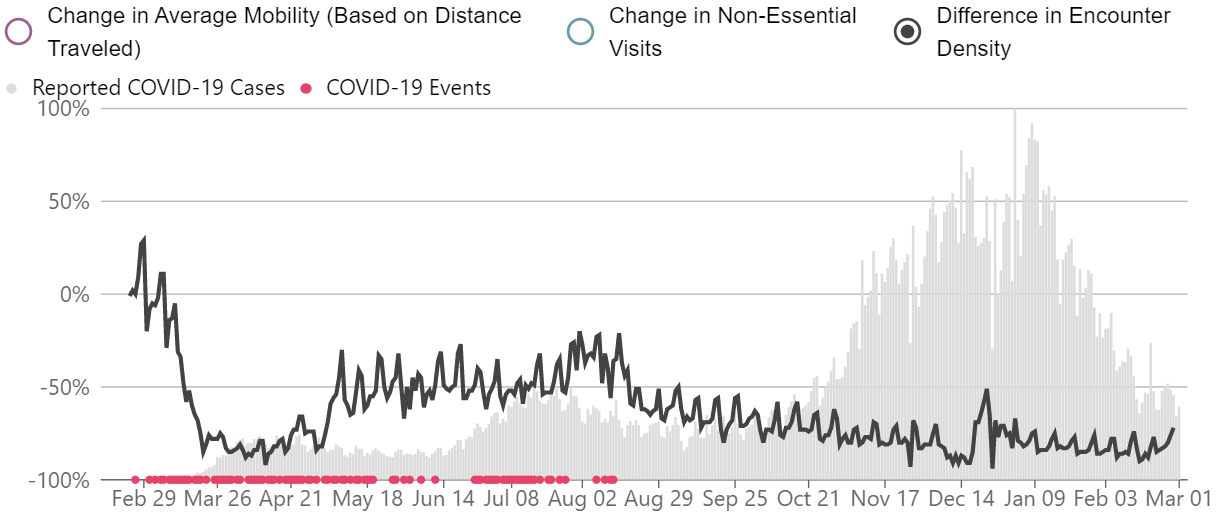 Change in Average Mobility (Based on Distance Traveled)
Change in Non-Essential Visits
Difference in Encounter Density
Reported COVID-19 Cases
COVID-19 Events
100%
50%
0%
-50%
-100%
Feb 29 Mar 26 Apr 21 May 18 Jun 14 Jul 08 Aug 02 Aug 29 Sep 25 Oct 21 Nov 17 Dec 14 Jan 09 Feb 03 Mar 01